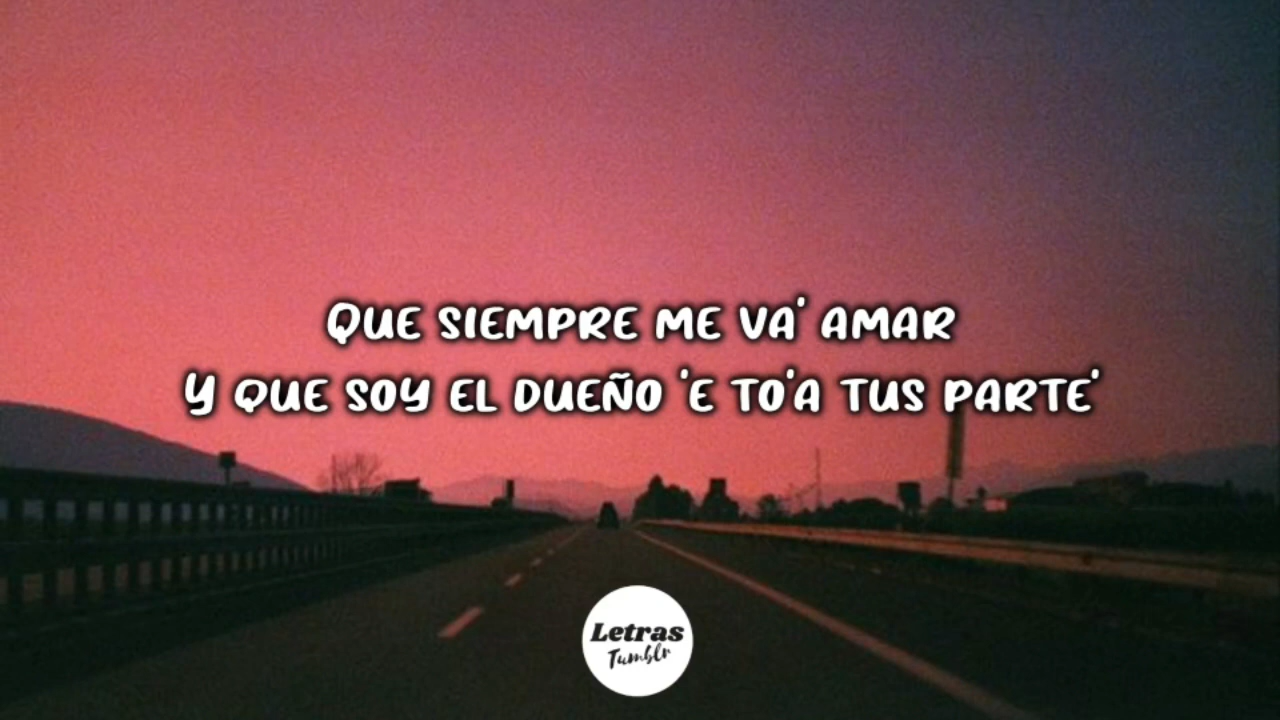 QUE SIEMPRE ME VA' AMAR
Y QUE SOY EL DUEÑO 'E TO'A TUS PARTE'
Letras
Tumblr